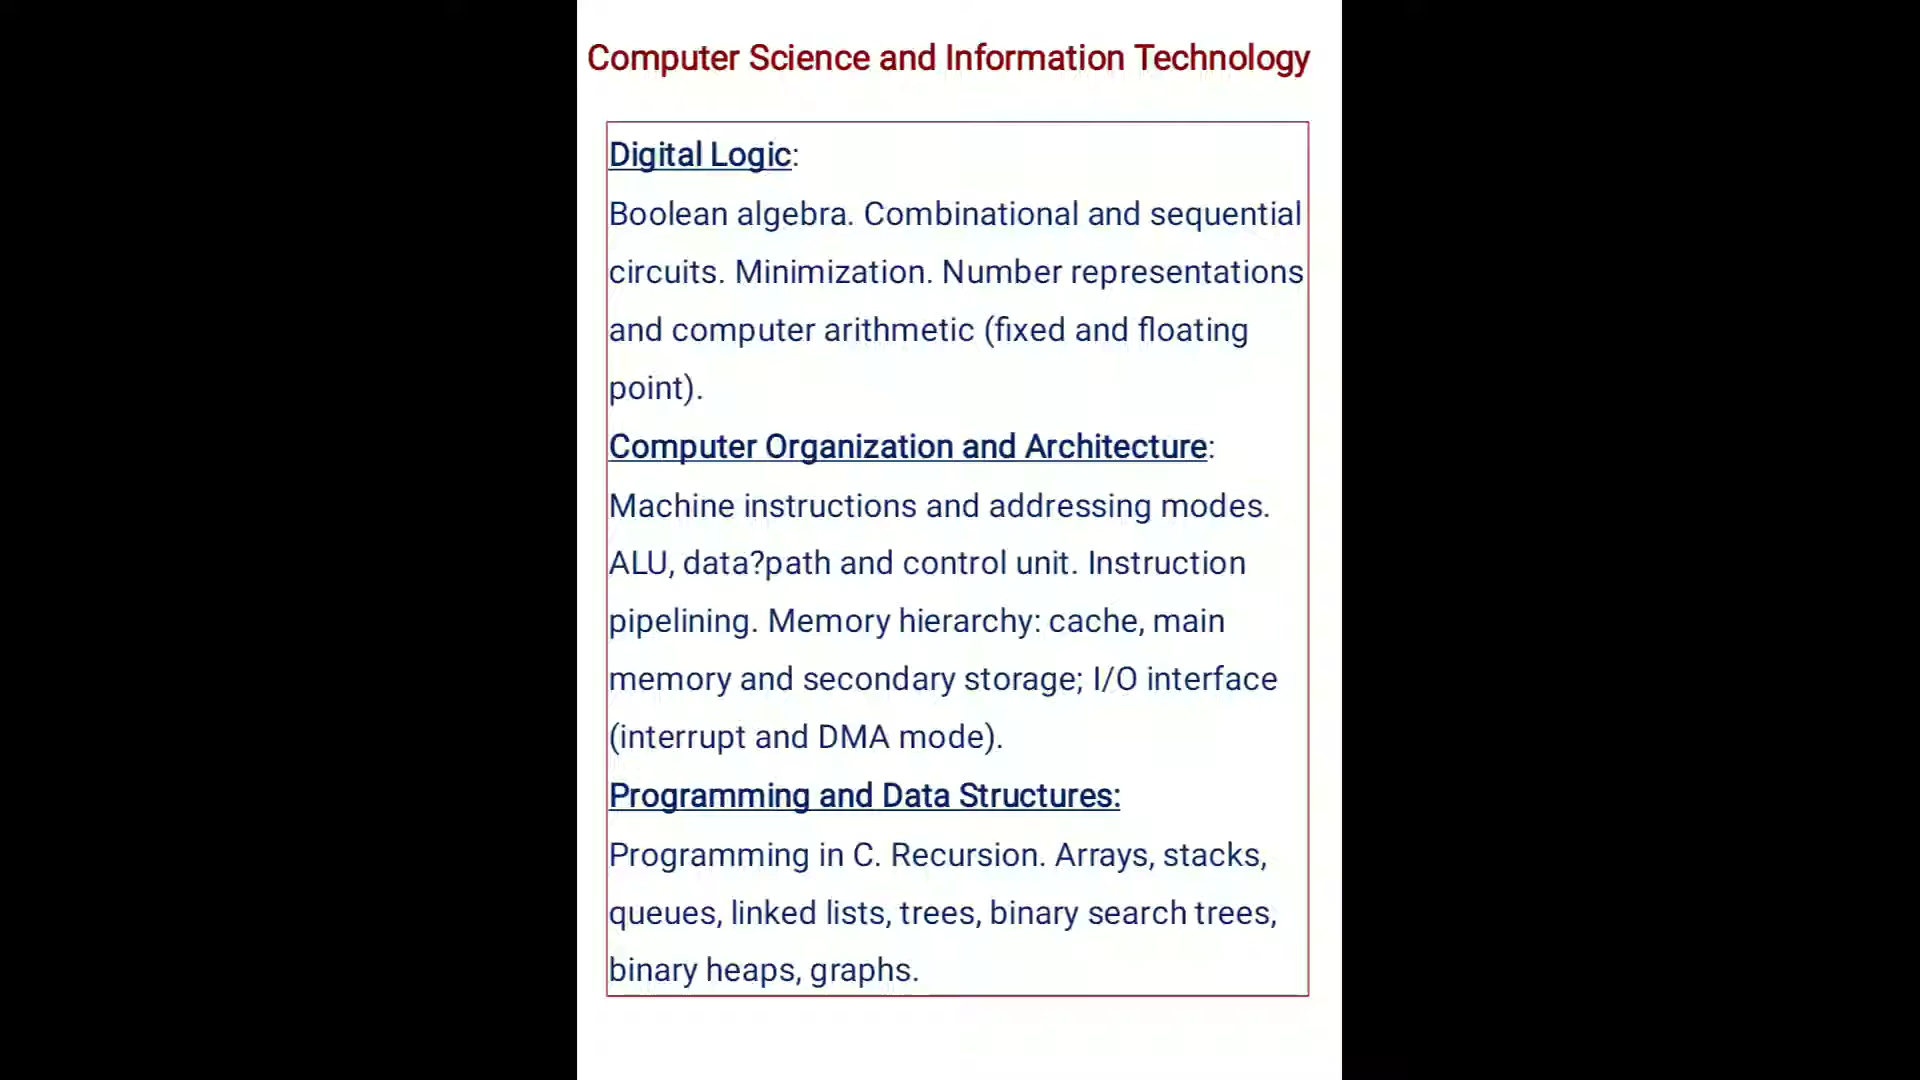 Computer Science and Information Technology
Digital Logic:
Boolean algebra. Combinational and sequential
circuits. Minimization. Number representations
and computer arithmetic (fixed and floating
point).
Computer Organization and Architecture:
Machine instructions and addressing modes.
ALU, data?path and control unit. Instruction
pipelining. Memory hierarchy: cache, main
memory and secondary storage; I/O interface
(interrupt and DMA mode).
Programming and Data Structures:
Programming in C. Recursion. Arrays, stacks,
queues, linked lists, trees, binary search trees,
binary heaps, graphs.